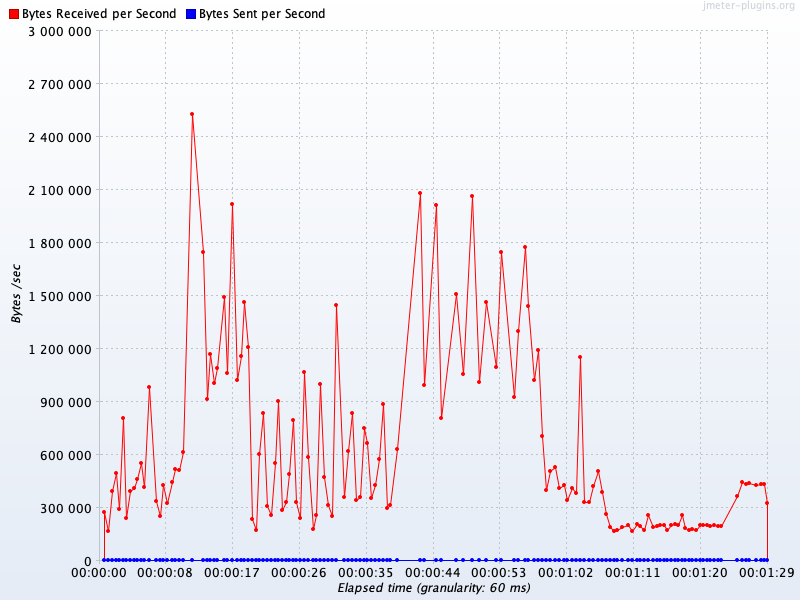 jmeter-plugins.org
Bytes Received per Second Bytes Sent per Second
3 000 000
2 700 000
2 400 000
2 100 000
1 800 000
1 500 000
1 200 000
900 000
600 000
300 000
0
Bytes /sec
00:00:00 00:00:08 00:00:17 00:00:26 00:00:35 00:00:44 00:00:53 00:01:02 00:01:11 00:01:20 00:01:29
Elapsed time (granularity: 60 ms)